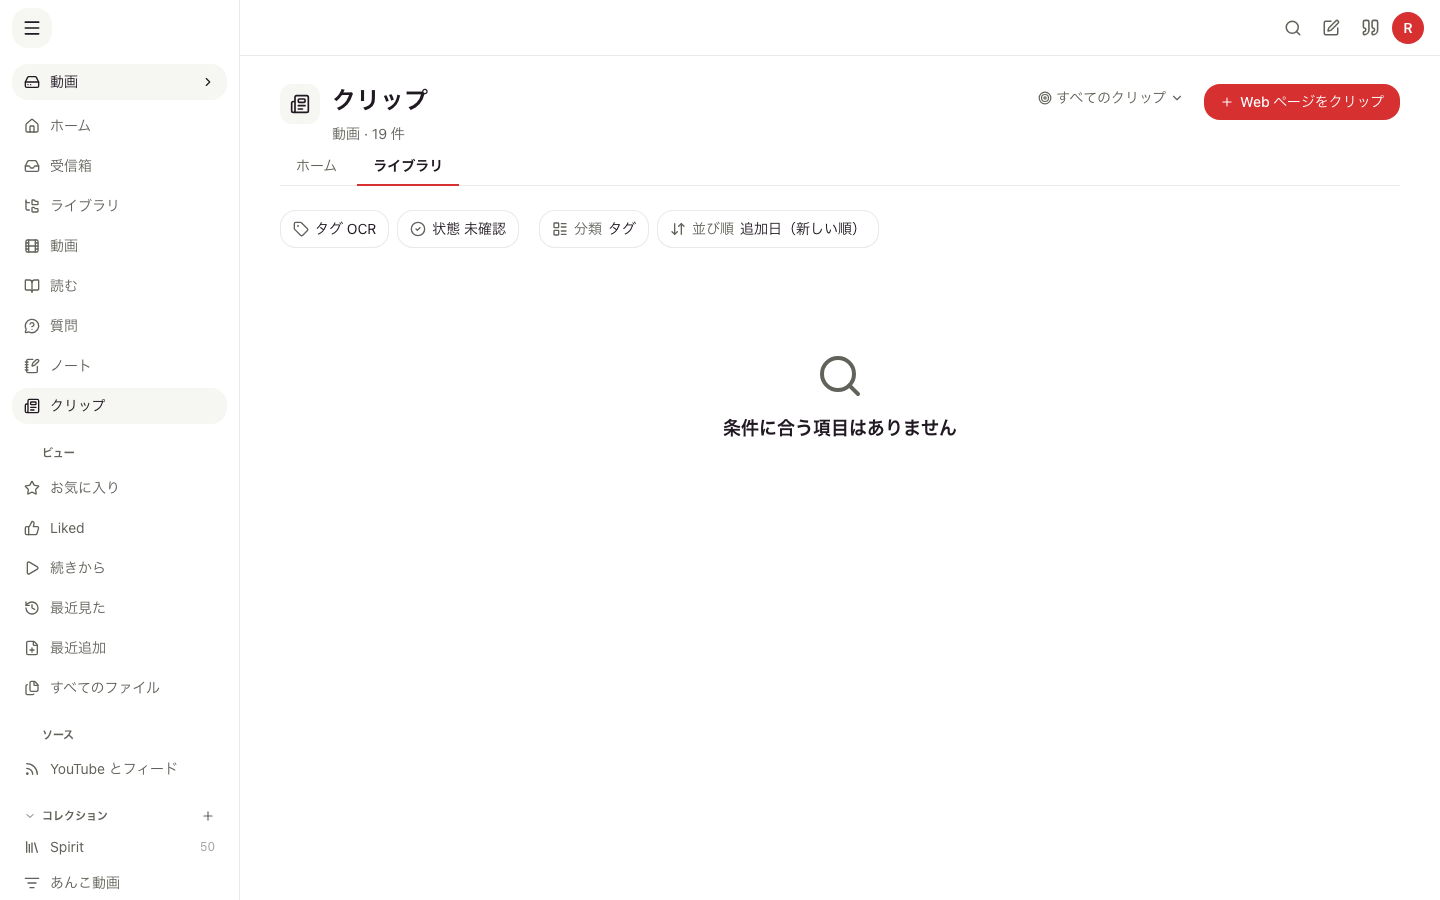 R
動画
ホーム
受信箱
ライブラリ
動画
読む
質問
ノート
クリップ
ビュー
お気に入り
Liked
続きから
最近見た
最近追加
すべてのファイル
ソース
YouTube とフィード
コレクション
Spirit 50
あんこ動画
クリップ
動画 · 19 件
すべてのクリップ
Web ページをクリップ
ホーム ライブラリ
タグ OCR 状態 未確認 分類 タグ 並び順 追加日（新しい順）
条件に合う項目はありません